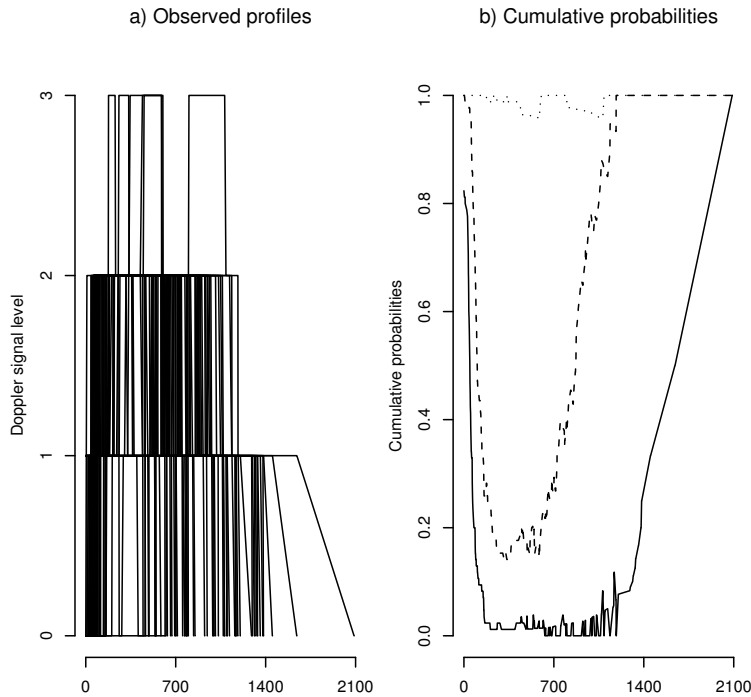 a) Observed profiles
Doppler signal level
3
2
1
0
0 700 1400 2100
b) Cumulative probabilities
Cumulative probabilities
1.0
0.8
0.6
0.4
0.2
0.0
0 700 1400 2100